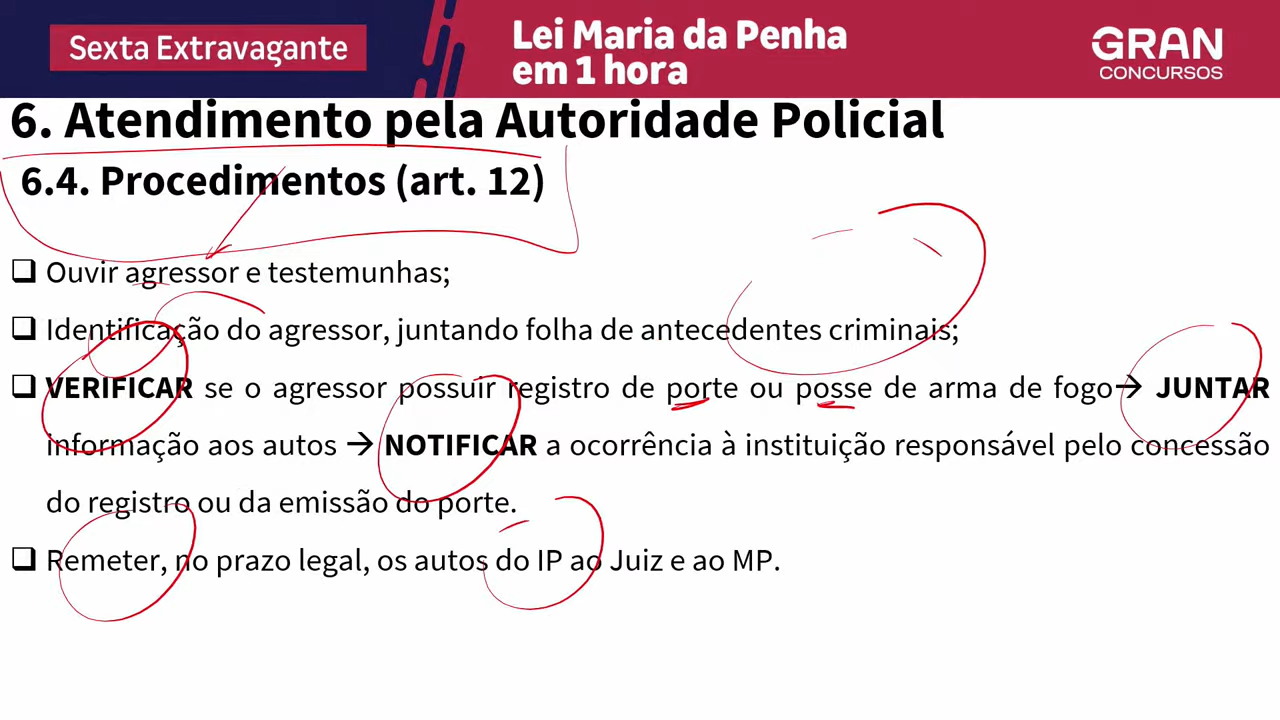 Sexta Extravagante
Lei Maria da Penha
em 1 hora
GRAN
CONCURSOS
6. Atendimento pela Autoridade Policial
6.4. Procedimentos (art. 12)
❑ Ouvir agressor e testemunhas;
❑ Identificação do agressor, juntando folha de antecedentes criminais;
❑ VERIFICAR se o agressor possuir registro de porte ou posse de arma de fogo→ JUNTAR
informação aos autos → NOTIFICAR a ocorrência à instituição responsável pelo concessão
do registro ou da emissão do porte.
❑ Remeter, no prazo legal, os autos do IP ao Juiz e ao MP.